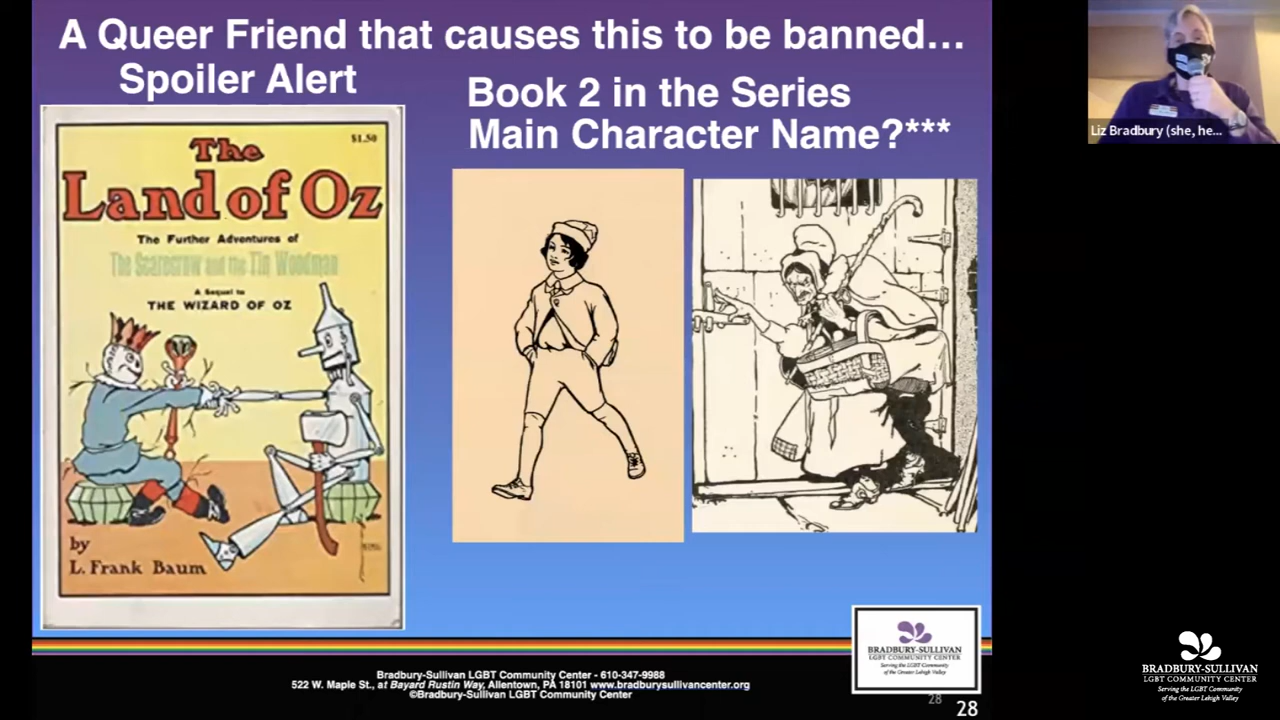 A Queer Friend that causes this to be banned...
Spoiler Alert
Book 2 in the Series
Main Character Name?***
The
$1.50
Land of Oz
The Further Adventures of
The Scarecrow and the Tin Woodman
A Sequel to
THE WIZARD OF OZ
by
L. Frank Baum
Liz Bradbury (she, he...
BRADBURY-SULLIVAN
LGBT COMMUNITY CENTER
Serving the LGBT Community
of the Greater Lehigh Valley
Bradbury-Sullivan LGBT Community Center - 610-347-9988
522 W. Maple St., at Bayard Rustin Way, Allentown, PA 18101 www.bradburysullivancenter.org
©Bradbury-Sullivan LGBT Community Center
28
28
BRADBURY-SULLIVAN
LGBT COMMUNITY CENTER
Serving the LGBT Community
of the Greater Lehigh Valley